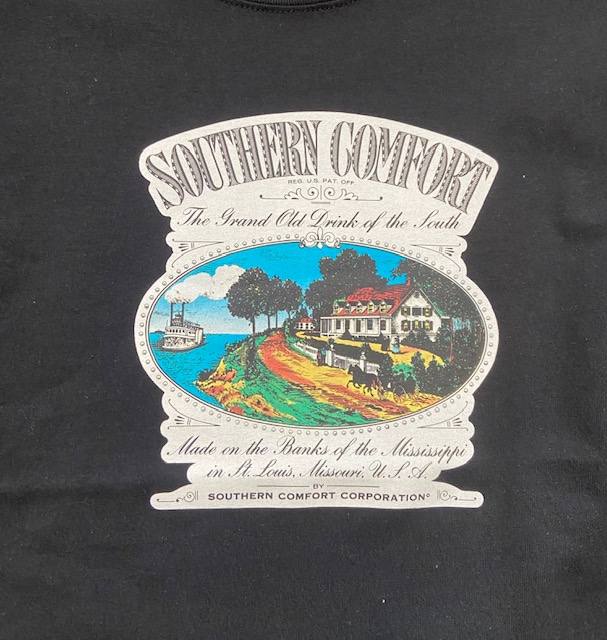 SOUTHERN COMFORT
REG. U.S. PAT. OFF
The Grand Old Drink of the South
Made on the Banks of the Mississippi
in St. Louis, Missouri, U.S.A.
BY
SOUTHERN COMFORT CORPORATION©